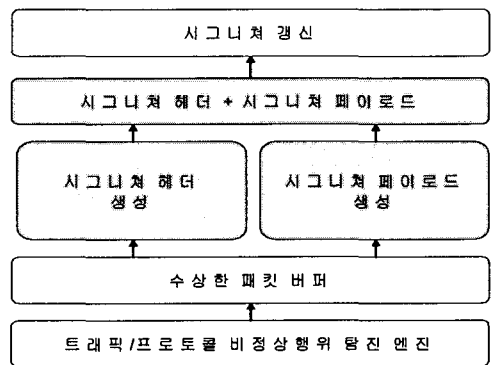 시그니쳐 갱신
시그니쳐 헤더 + 시그니쳐 페이로드
시그니쳐 헤더
생성
시그니쳐 페이로드
생성
수상한 패킷 버퍼
트래픽/프로토콜 비정상행위 탐진 엔진